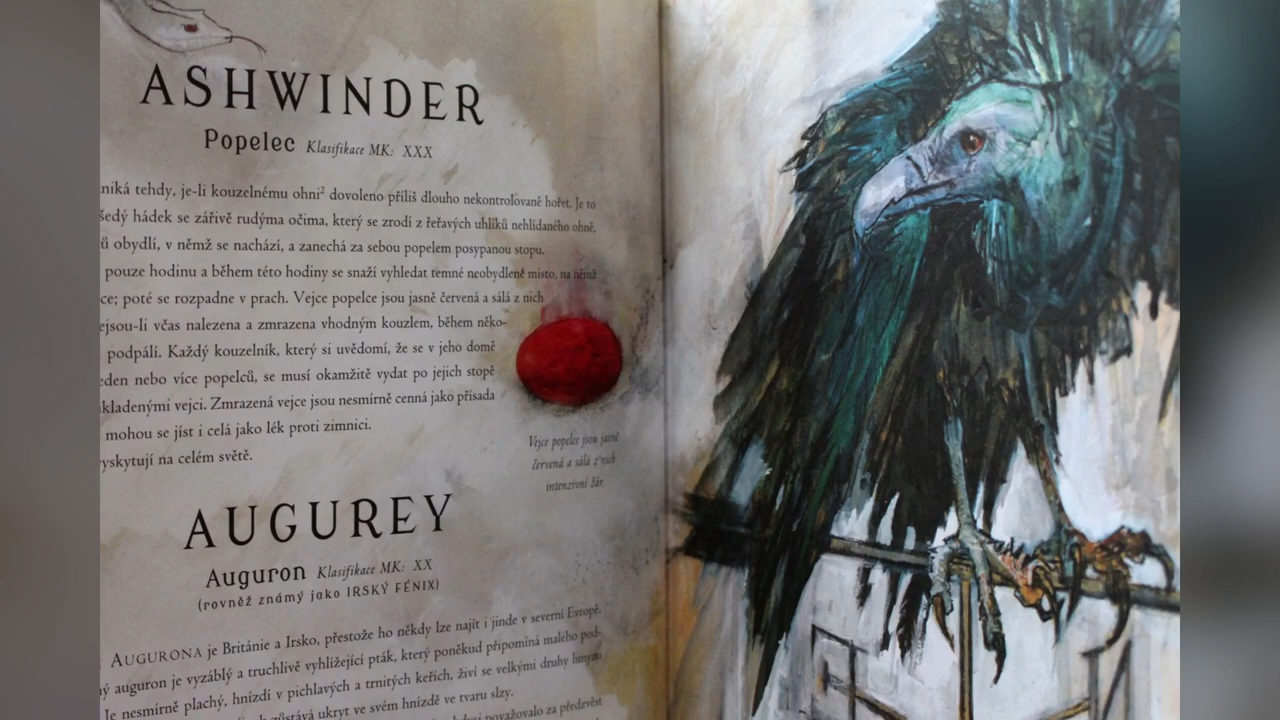 ASHWINDER
Popelec Klasifikace MK: XXX
niká tehdy, je-li kouzelnému ohni² dovoleno příliš dlouho nekontrolovaně hořet. Je to
šedý hádek se zářivě rudýma očima, který se zrodí z řeřavých uhlíků nehlídaného ohně,
ů obydlí, v němž se nachází, a zanechá za sebou popelem posypanou stopu.
pouze hodinu a během této hodiny se snaží vyhledat temné neobydlené místo, na němž
ce; poté se rozpadne v prach. Vejce popelce jsou jasně červená a sálá z nich
ejsou-li včas nalezena a zmrazena vhodným kouzlem, během něko-
podpálí. Každý kouzelník, který si uvědomí, že se v jeho domě
eden nebo více popelců, se musí okamžitě vydat po jejich stopě
kladenými vejci. Zmrazená vejce jsou nesmírně cenná jako přísada
mohou se jíst i celá jako lék proti zimnici.
yskytují na celém světě.
Vejce popelce jsou jasně
červená a sálá z nich
intenzivní žár.
AUGUREY
Auguron Klasifikace MK: XX
(rovněž známý jako IRSKÝ FÉNIX)
AUGURONA je Británie a Irsko, přestože ho někdy lze najít i jinde v severní Evropě.
ý auguron je vyzáblý a truchlivě vyhlížející pták, který poněkud připomíná malého pod-
Je nesmírně plachý, hnízdí v pichlavých a trnitých keřích, živí se velkými druhy hmyzu
zůstává ukryt ve svém hnízdě ve tvaru slzy.
považovalo za předzvěst